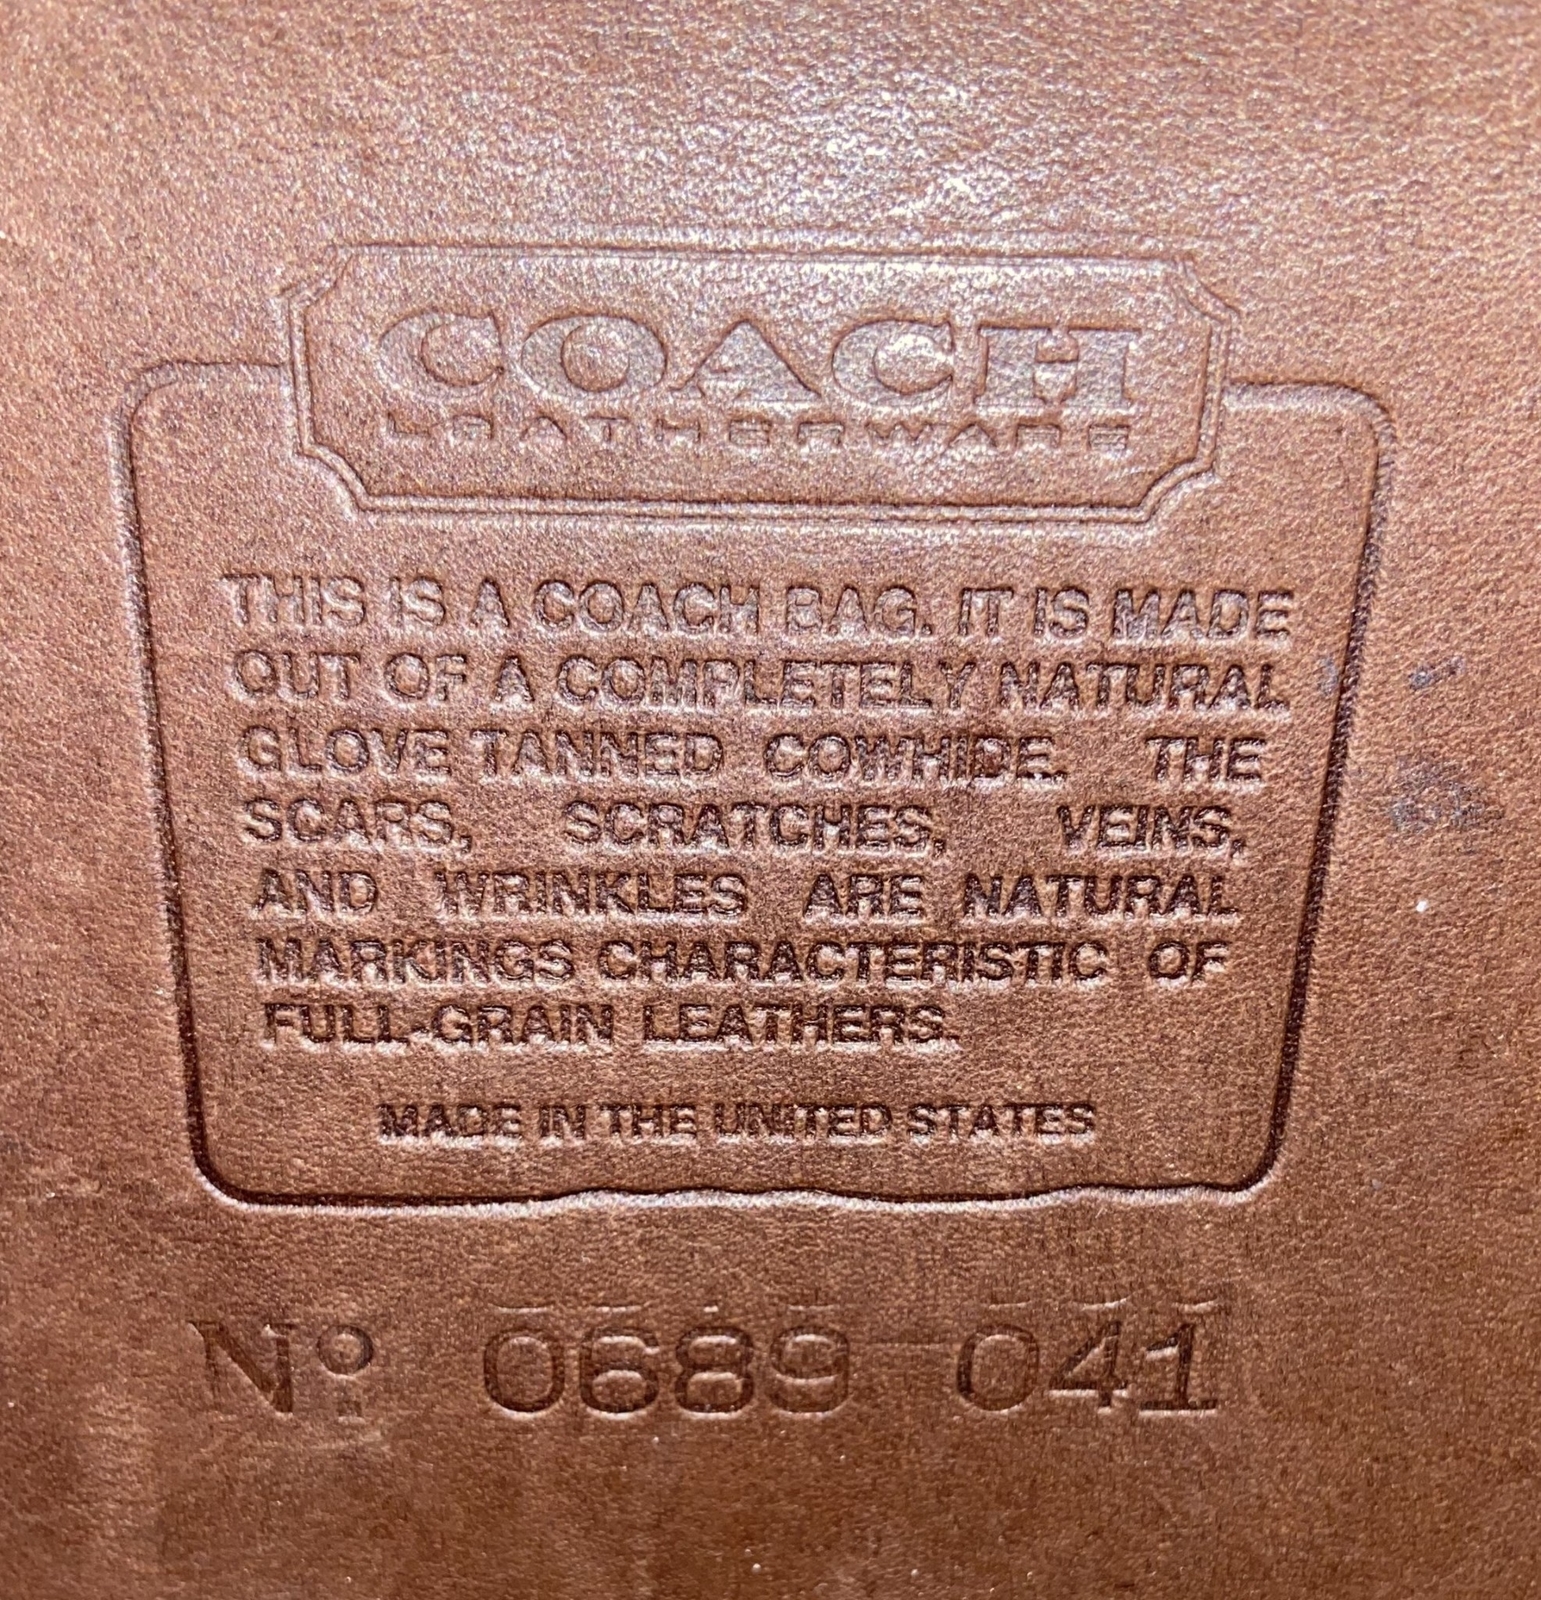 COACH
LEATHERWARE
THIS IS A COACH BAG. IT IS MADE
OUT OF A COMPLETELY NATURAL
GLOVE TANNED COWHIDE. THE
SCARS, SCRATCHES, VEINS,
AND WRINKLES ARE NATURAL
MARKINGS CHARACTERISTIC OF
FULL-GRAIN LEATHERS.
MADE IN THE UNITED STATES
Nº 0689-041